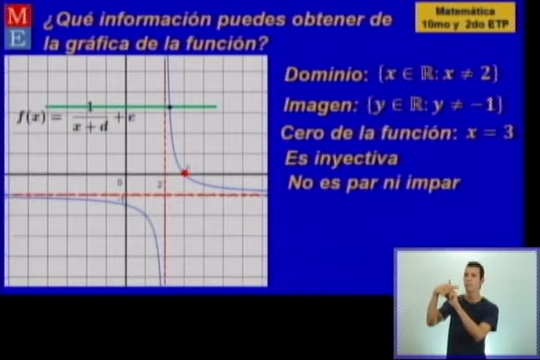 M
E
¿Qué información puedes obtener de
la gráfica de la función?
Matemática
10mo y 2do ETP
f(x) = 1/(x + d) + e
Dominio: {x ∈ ℝ: x ≠ 2}
Imagen: {y ∈ ℝ: y ≠ −1}
Cero de la función: x = 3
Es inyectiva
No es par ni impar
0
2
-1